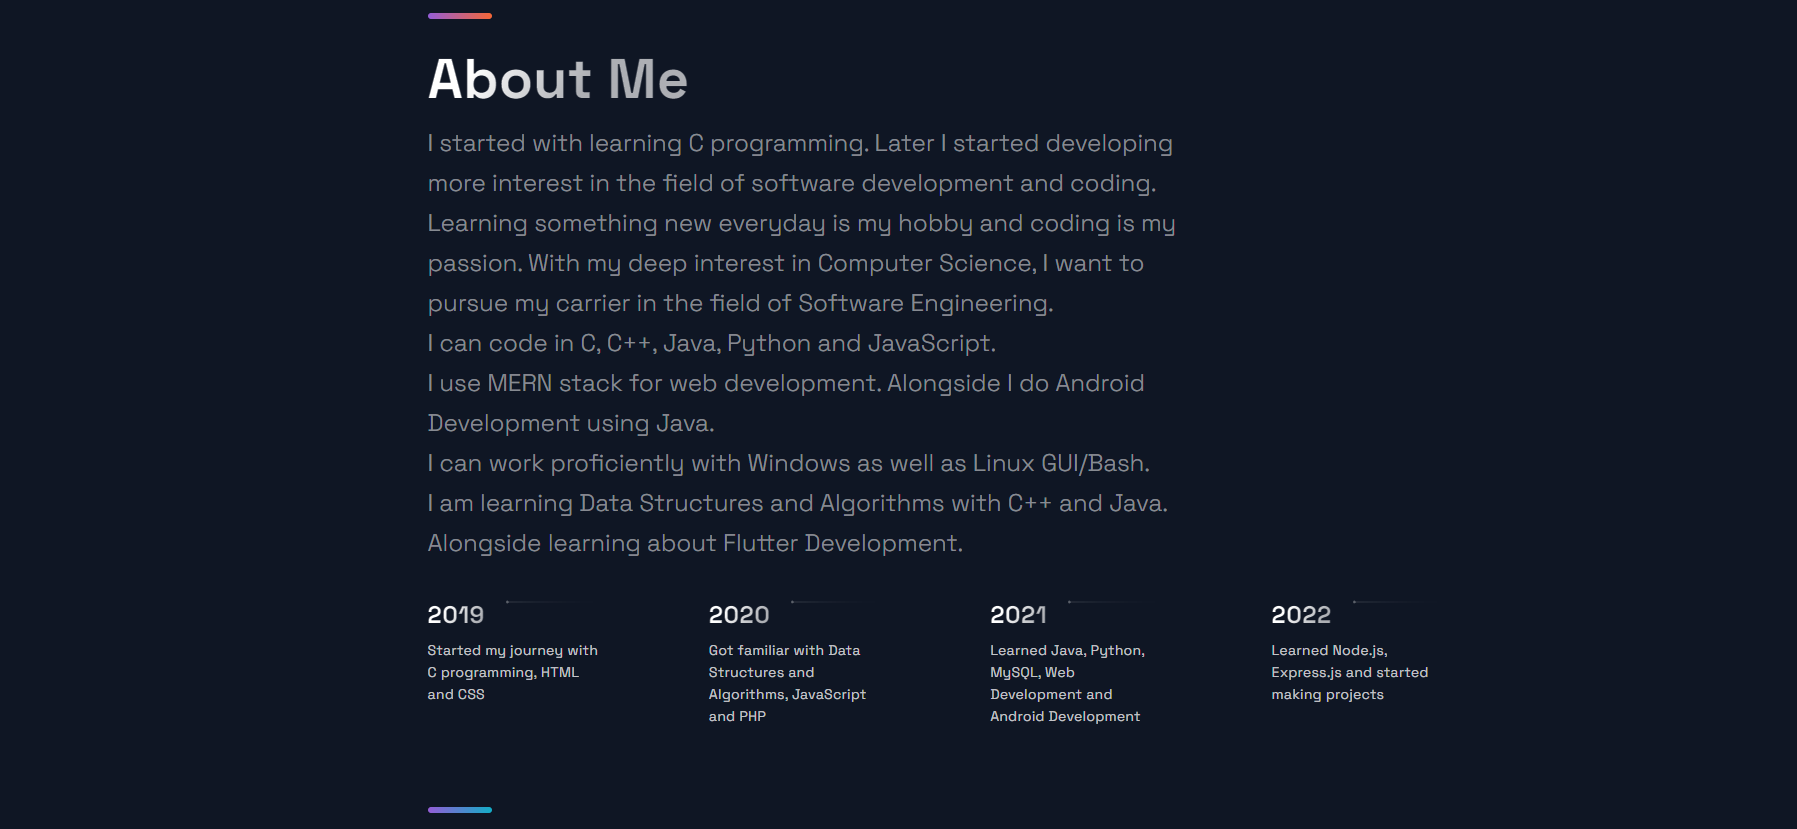 About Me
I started with learning C programming. Later I started developing
more interest in the field of software development and coding.
Learning something new everyday is my hobby and coding is my
passion. With my deep interest in Computer Science, I want to
pursue my carrier in the field of Software Engineering.
I can code in C, C++, Java, Python and JavaScript.
I use MERN stack for web development. Alongside I do Android
Development using Java.
I can work proficiently with Windows as well as Linux GUI/Bash.
I am learning Data Structures and Algorithms with C++ and Java.
Alongside learning about Flutter Development.
2019
Started my journey with
C programming, HTML
and CSS
2020
Got familiar with Data
Structures and
Algorithms, JavaScript
and PHP
2021
Learned Java, Python,
MySQL, Web
Development and
Android Development
2022
Learned Node.js,
Express.js and started
making projects